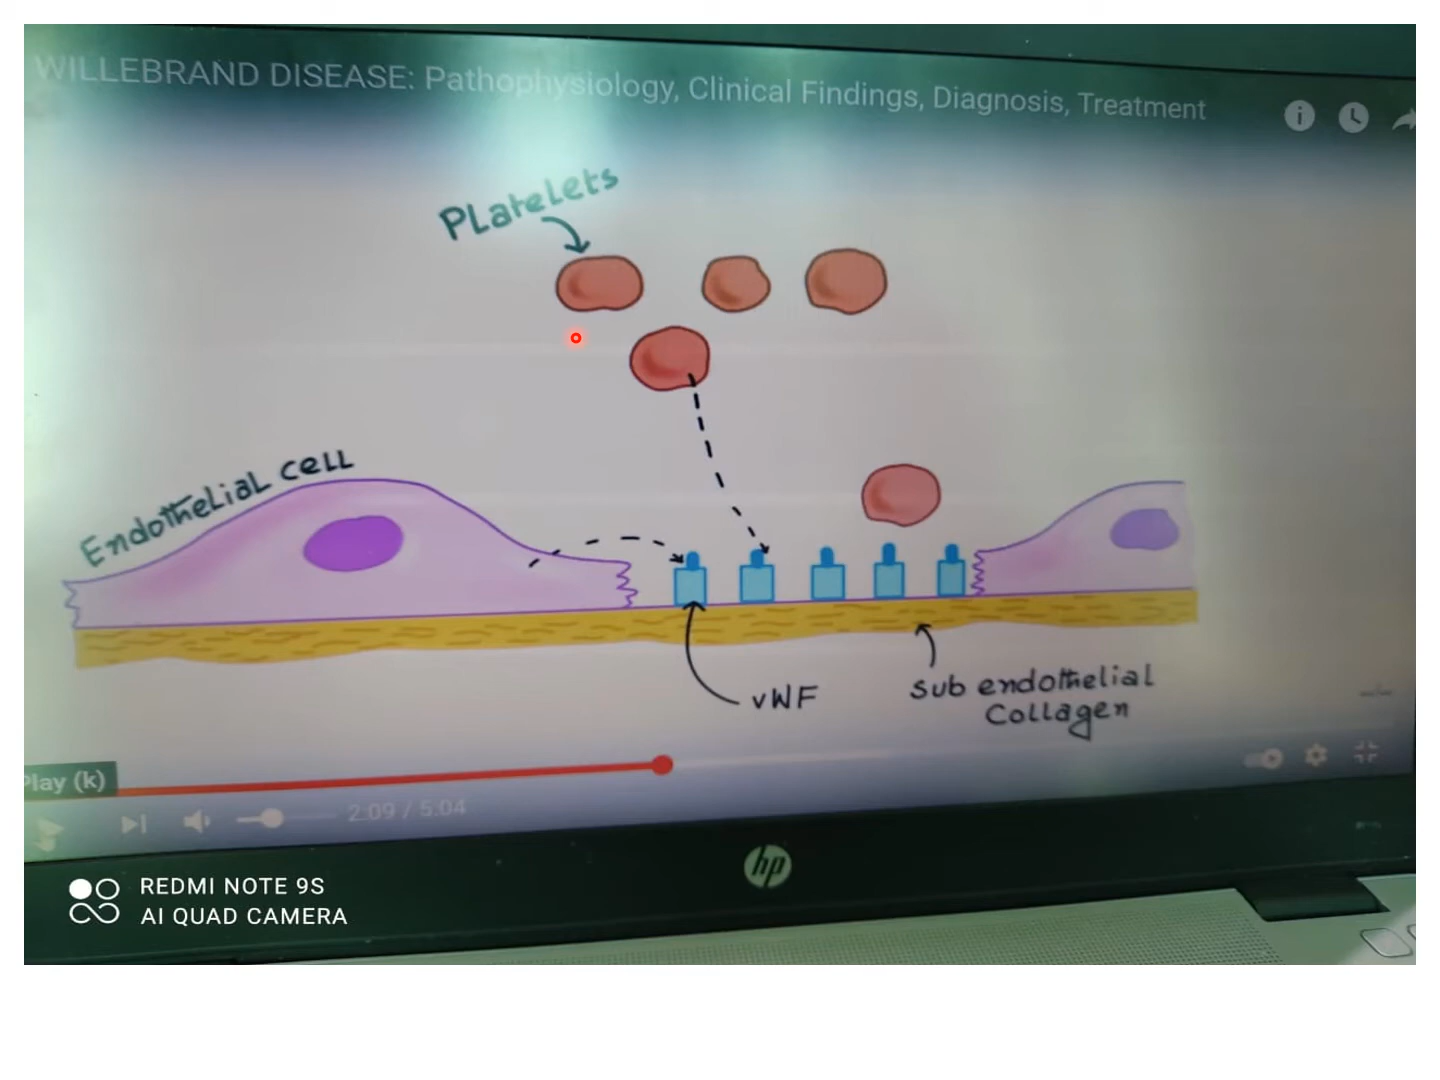 WILLEBRAND DISEASE: Pathophysiology, Clinical Findings, Diagnosis, Treatment
PLatelets
Endothelial cell
vWF
sub endothelial
Collagen
Play (k)
2:09 / 5:04
hp
REDMI NOTE 9S
AI QUAD CAMERA